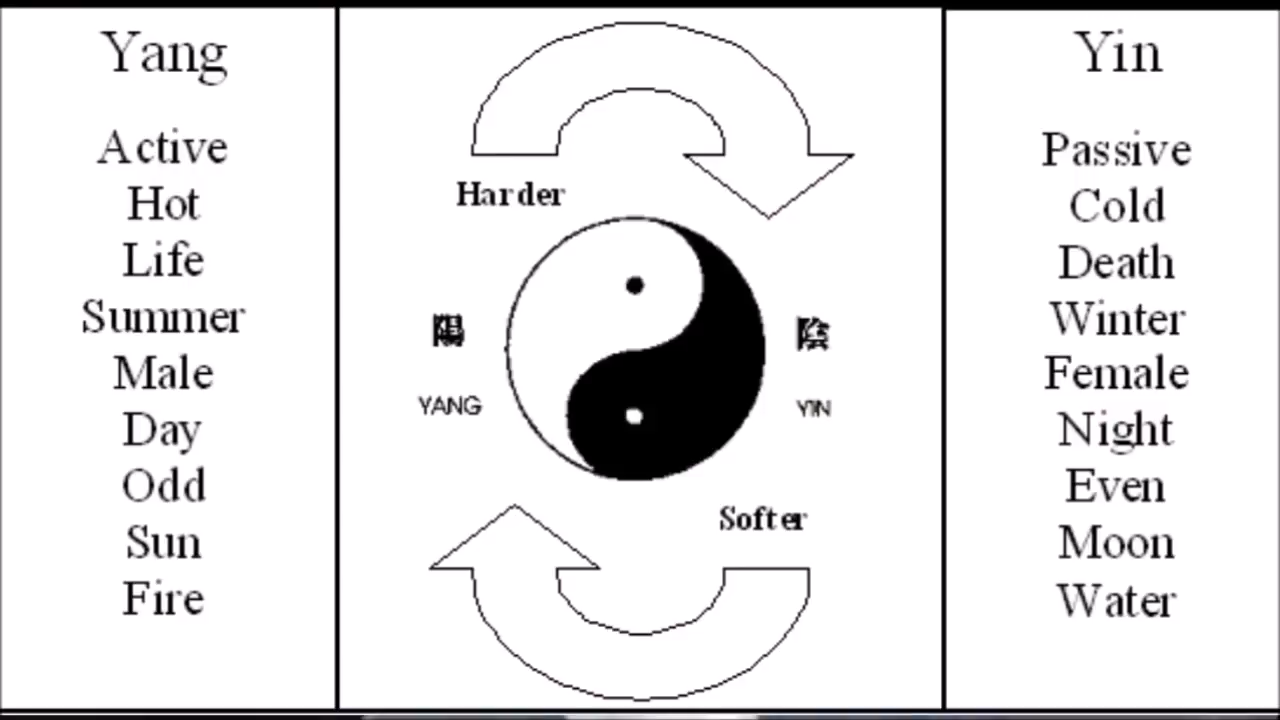 Yang
Active
Hot
Life
Summer
Male
Day
Odd
Sun
Fire
Harder
陽
YANG
陰
YIN
Softer
Yin
Passive
Cold
Death
Winter
Female
Night
Even
Moon
Water